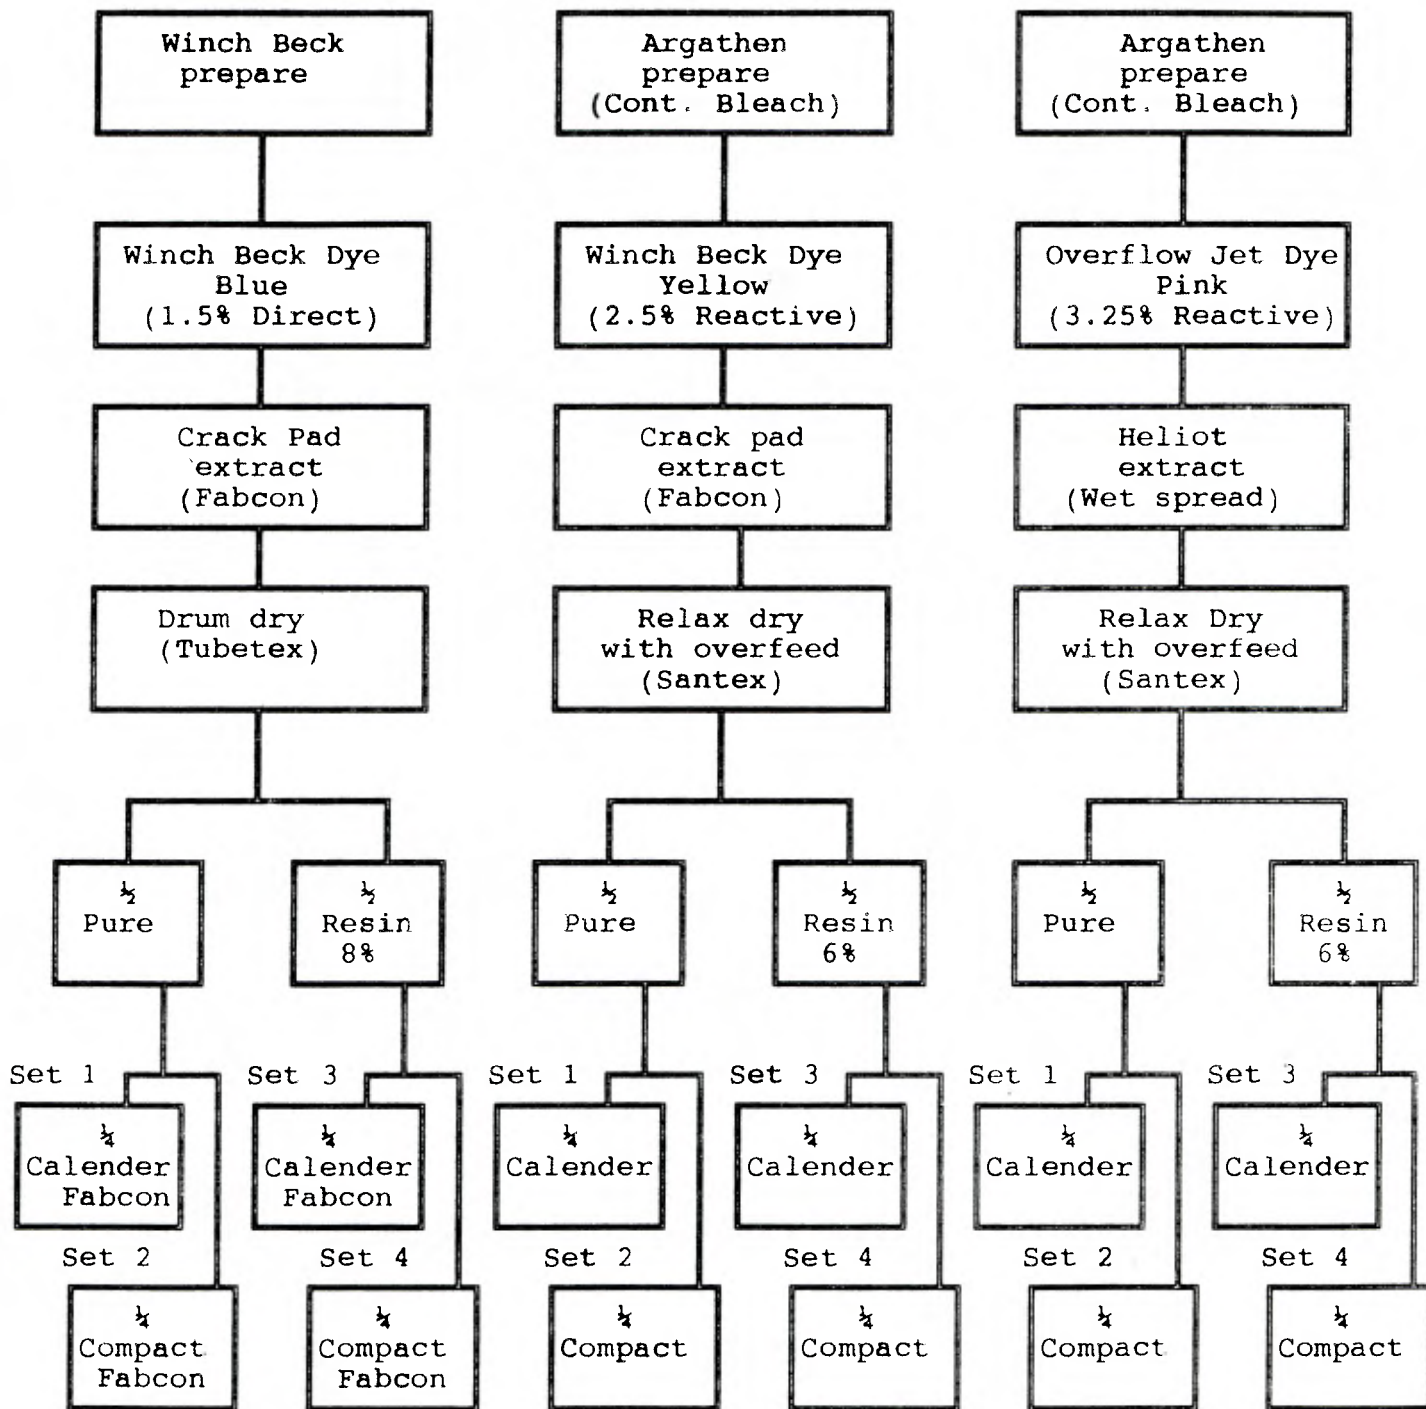 Winch Beck
prepare
Argathen
prepare
(Cont. Bleach)
Argathen
prepare
(Cont. Bleach)
Winch Beck Dye
Blue
(1.5% Direct)
Winch Beck Dye
Yellow
(2.5% Reactive)
Overflow Jet Dye
Pink
(3.25% Reactive)
Crack Pad
extract
(Fabcon)
Crack pad
extract
(Fabcon)
Heliot
extract
(Wet spread)
Drum dry
(Tubetex)
Relax dry
with overfeed
(Santex)
Relax Dry
with overfeed
(Santex)
½
Pure
½
Resin
8%
½
Pure
½
Resin
6%
½
Pure
½
Resin
6%
Set 1
¼
Calender
Fabcon
Set 3
¼
Calender
Fabcon
Set 1
¼
Calender
Set 3
¼
Calender
Set 1
¼
Calender
Set 3
¼
Calender
Set 2
¼
Compact
Fabcon
Set 4
¼
Compact
Fabcon
Set 2
¼
Compact
Set 4
¼
Compact
Set 2
¼
Compact
Set 4
¼
Compact